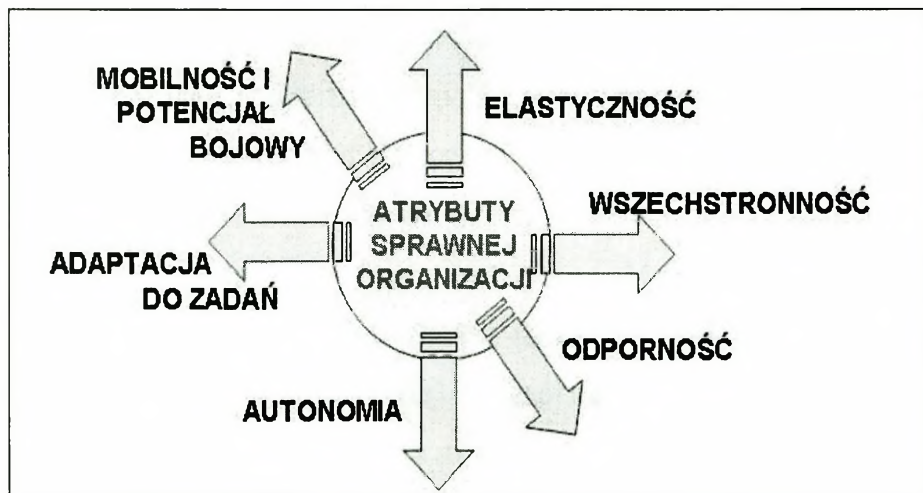 MOBILNOŚĆ I
POTENCJAŁ
BOJOWY
ELASTYCZNOŚĆ
ATRYBUTY
SPRAWNEJ
ORGANIZACJI
WSZECHSTRONNOŚĆ
ADAPTACJA
DO ZADAŃ
ODPORNOŚĆ
AUTONOMIA